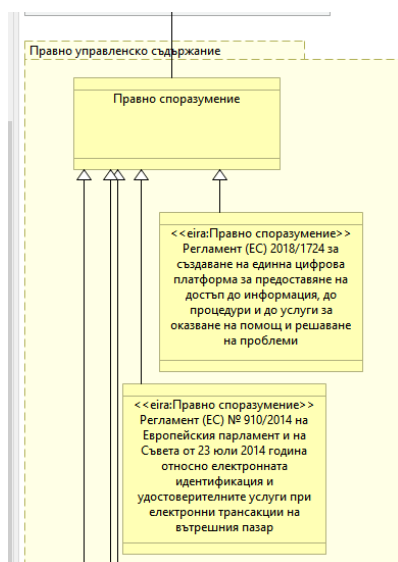 Правно управленско съдържание
Правно споразумение
<<eira:Правно споразумение>>
Регламент (ЕС) 2018/1724 за
създаване на единна цифрова
платформа за предоставяне на
достъп до информация, до
процедури и до услуги за
оказване на помощ и решаване
на проблеми
<<eira:Правно споразумение>>
Регламент (ЕС) № 910/2014 на
Европейския парламент и на
Съвета от 23 юли 2014 година
относно електронната
идентификация и
удостоверителните услуги при
електронни трансакции на
вътрешния пазар